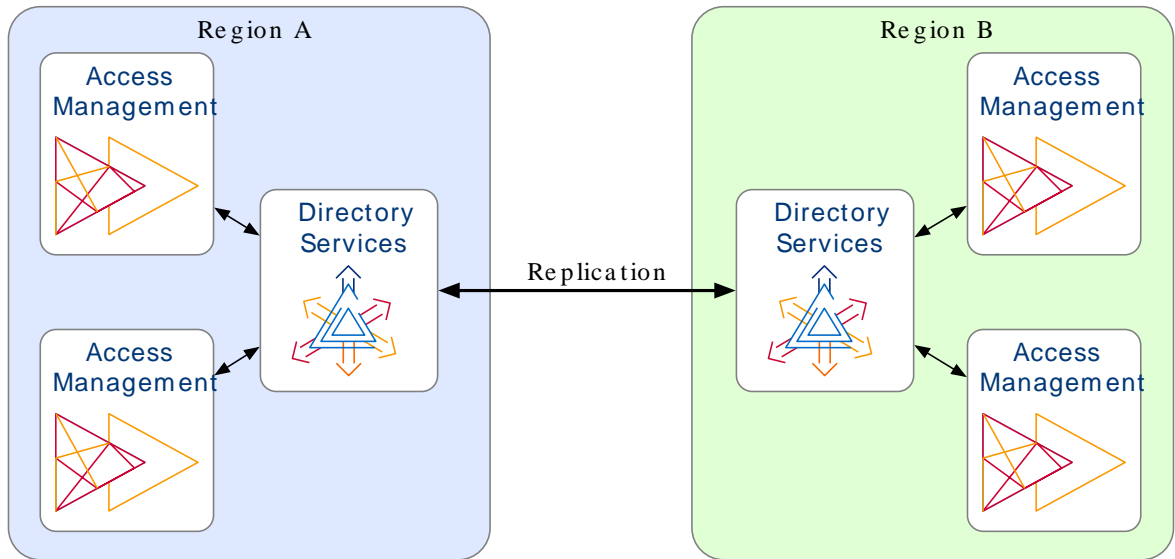 Region A
Access
Management
Directory
Services
Access
Management
Replication
Region B
Access
Management
Directory
Services
Access
Management